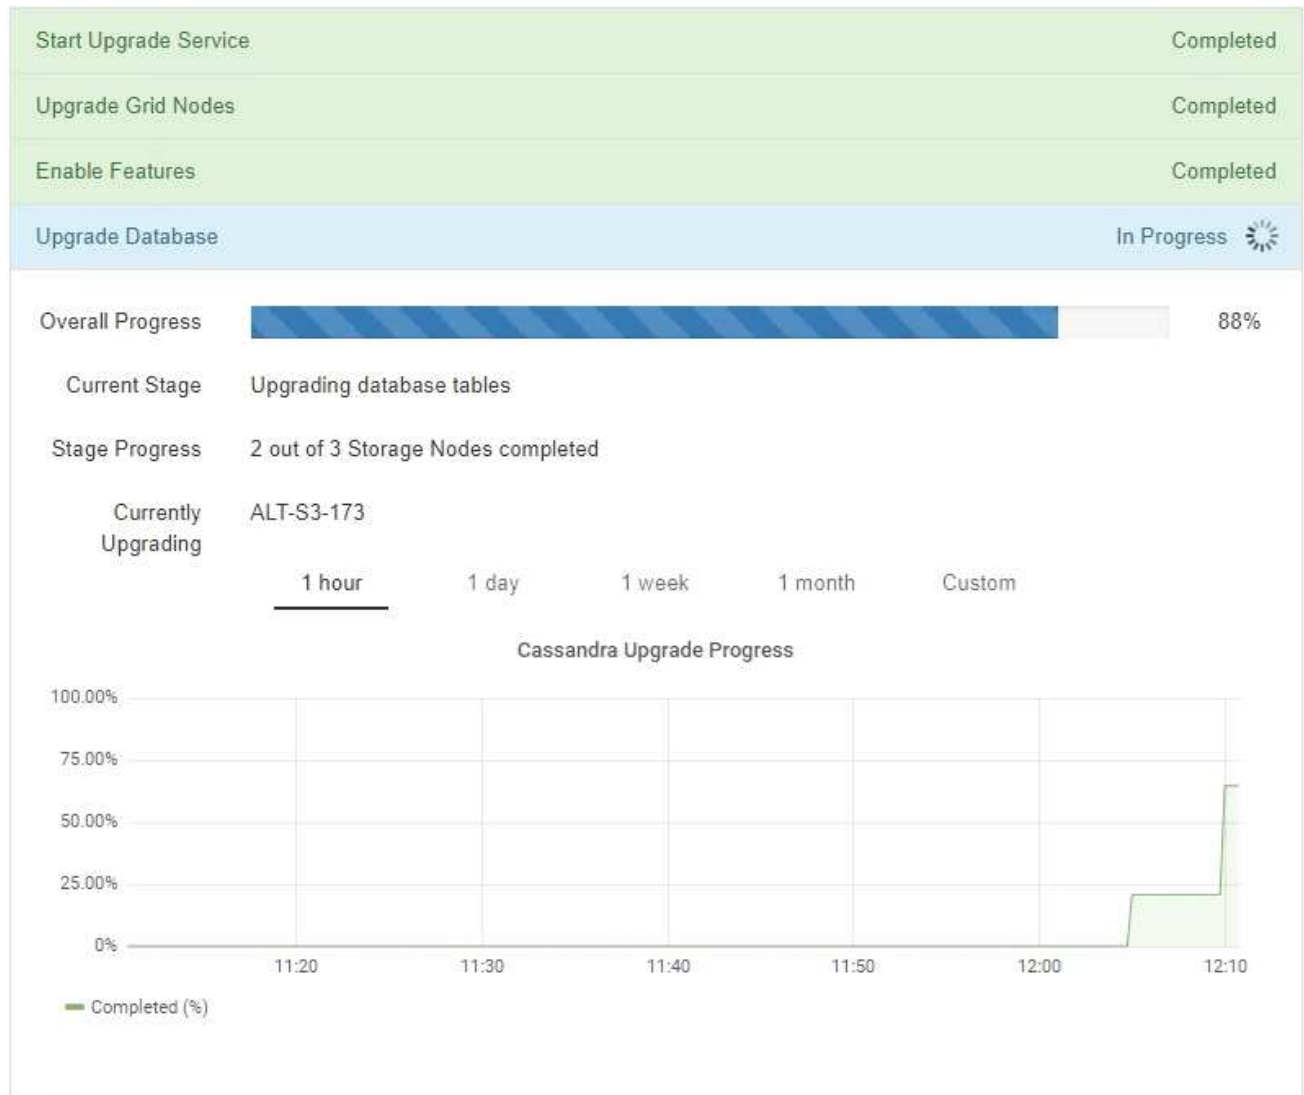 Start Upgrade Service Completed
Upgrade Grid Nodes Completed
Enable Features Completed
Upgrade Database In Progress
Overall Progress 88%
Current Stage Upgrading database tables
Stage Progress 2 out of 3 Storage Nodes completed
Currently ALT-S3-173
Upgrading
1 hour 1 day 1 week 1 month Custom
Cassandra Upgrade Progress
100.00%
75.00%
50.00%
25.00%
0%
11:20 11:30 11:40 11:50 12:00 12:10
Completed (%)